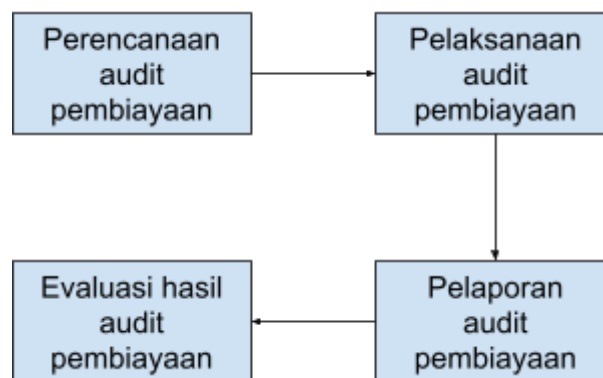 Perencanaan
audit
pembiayaan
Pelaksanaan
audit
pembiayaan
Pelaporan
audit
pembiayaan
Evaluasi hasil
audit
pembiayaan